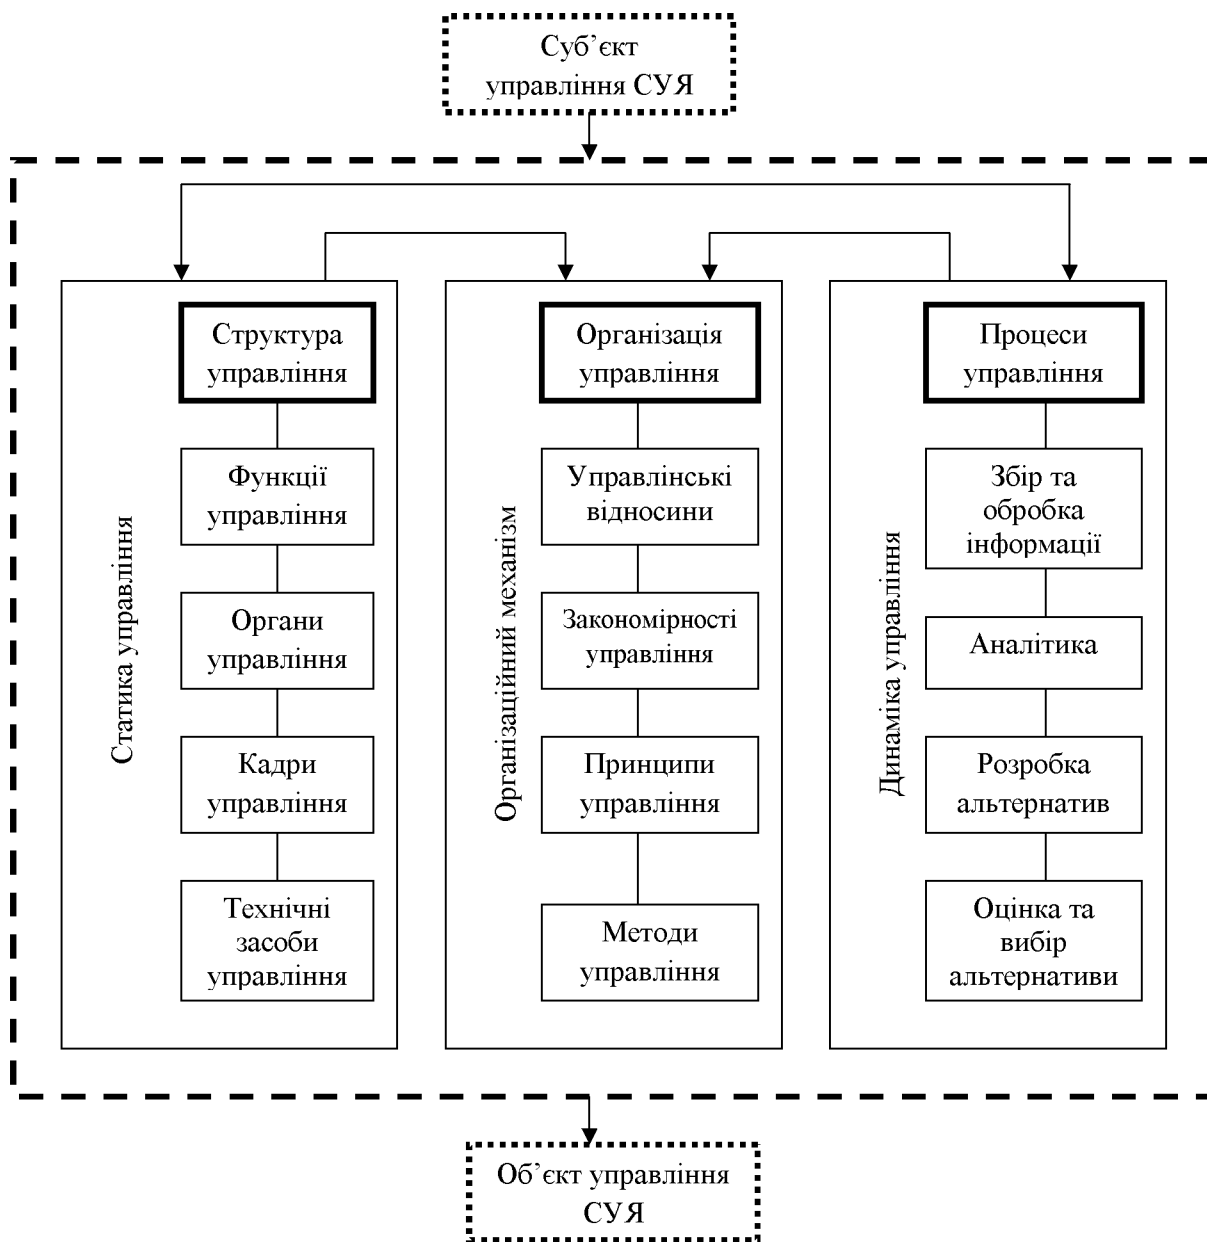 Суб’єкт
управління СУЯ
Статика управління
Структура
управління
Функції
управління
Органи
управління
Кадри
управління
Технічні
засоби
управління
Організаційний механізм
Організація
управління
Управлінські
відносини
Закономірності
управління
Принципи
управління
Методи
управління
Динаміка управління
Процеси
управління
Збір та
обробка
інформації
Аналітика
Розробка
альтернатив
Оцінка та
вибір
альтернативи
Об’єкт управління
СУЯ